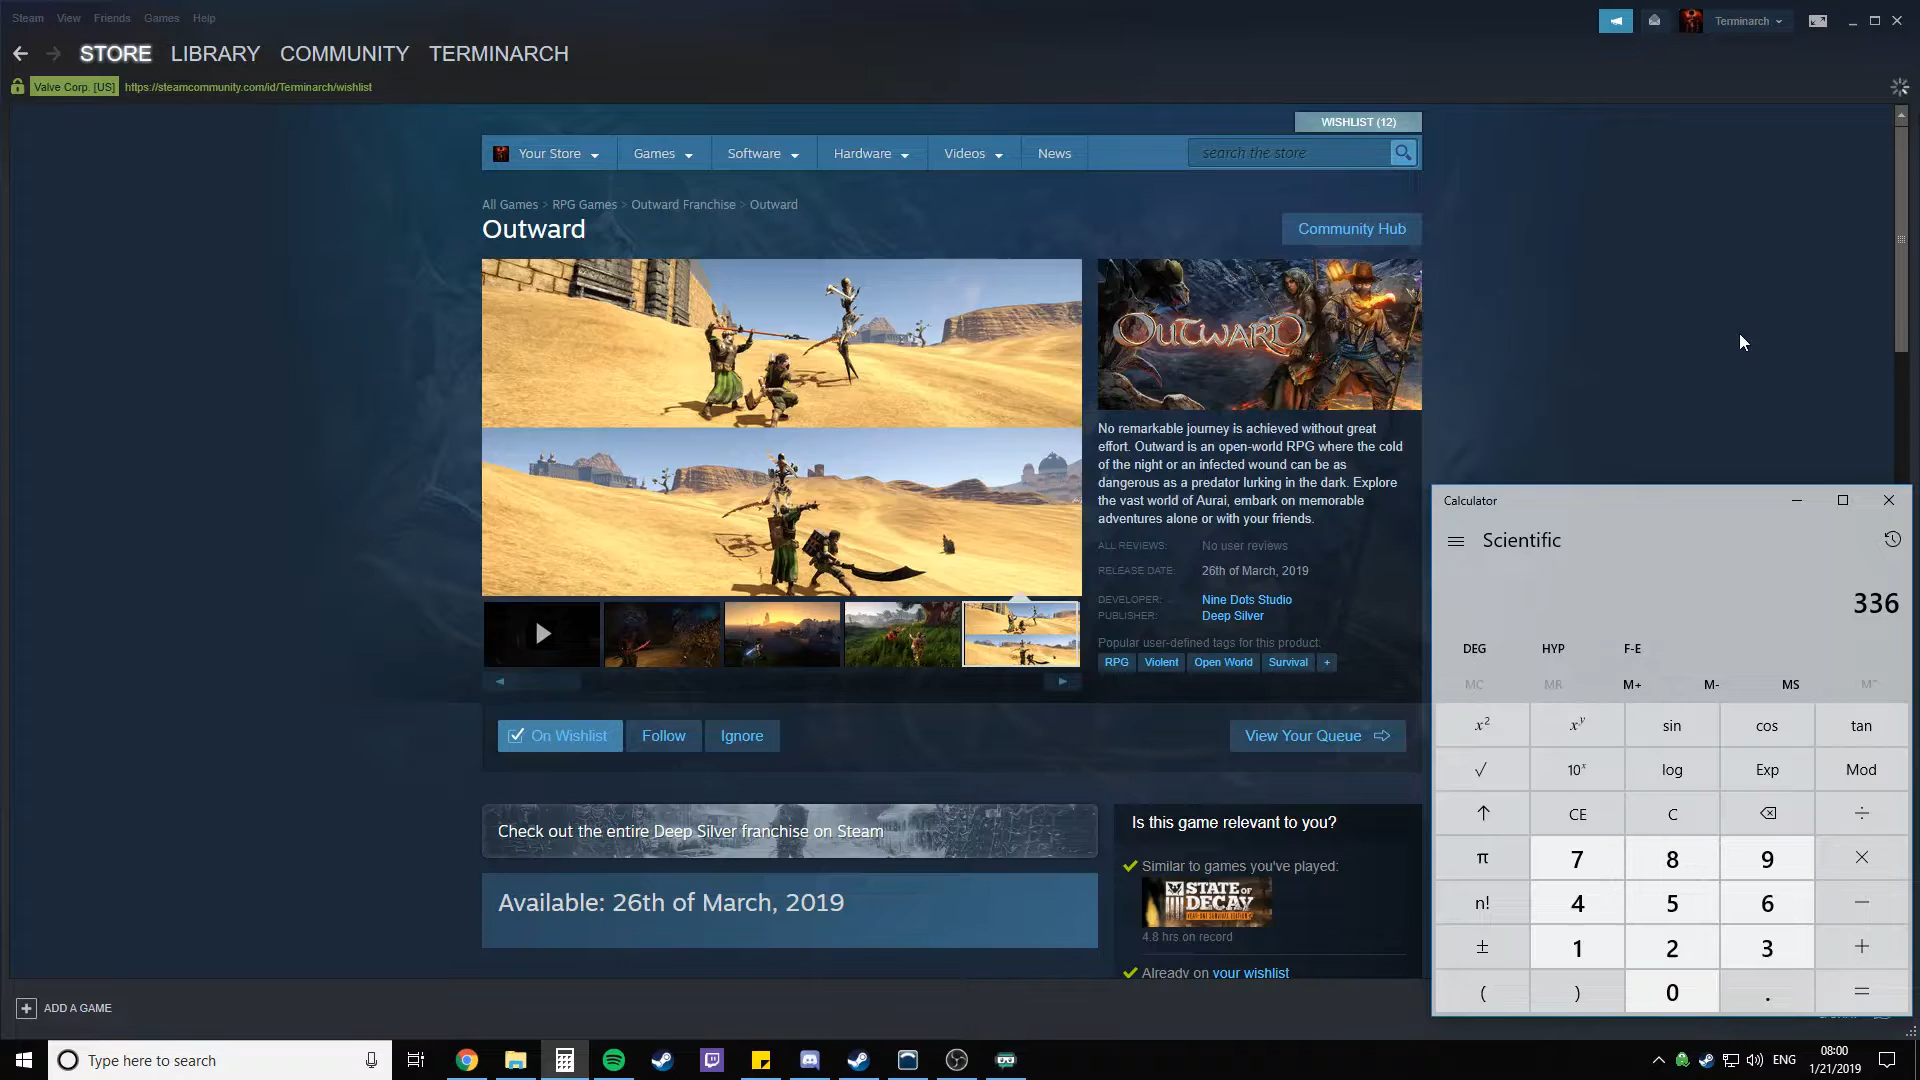 Steam View Friends Games Help
Terminarch
STORE LIBRARY COMMUNITY TERMINARCH
Valve Corp. [US] https://steamcommunity.com/id/Terminarch/wishlist
WISHLIST (12)
Your Store Games Software Hardware Videos News search the store
All Games > RPG Games > Outward Franchise > Outward
Outward
Community Hub
OUTWARD
No remarkable journey is achieved without great
effort. Outward is an open-world RPG where the cold
of the night or an infected wound can be as
dangerous as a predator lurking in the dark. Explore
the vast world of Aurai, embark on memorable
adventures alone or with your friends.
ALL REVIEWS: No user reviews
RELEASE DATE: 26th of March, 2019
DEVELOPER: Nine Dots Studio
PUBLISHER: Deep Silver
Popular user-defined tags for this product:
RPG Violent Open World Survival +
On Wishlist Follow Ignore
View Your Queue
Check out the entire Deep Silver franchise on Steam
Available: 26th of March, 2019
Is this game relevant to you?
Similar to games you've played:
STATE OF
DECAY
YEAR-ONE SURVIVAL EDITION
4.8 hrs on record
Already on your wishlist
Calculator
Scientific
336
DEG HYP F-E
MC MR M+ M- MS
x² xʸ sin cos tan
√ 10ˣ log Exp Mod
↑ CE C ⌫ ÷
π 7 8 9 ×
n! 4 5 6 −
± 1 2 3 +
( ) 0 . =
ADD A GAME
Type here to search
ENG
08:00
1/21/2019